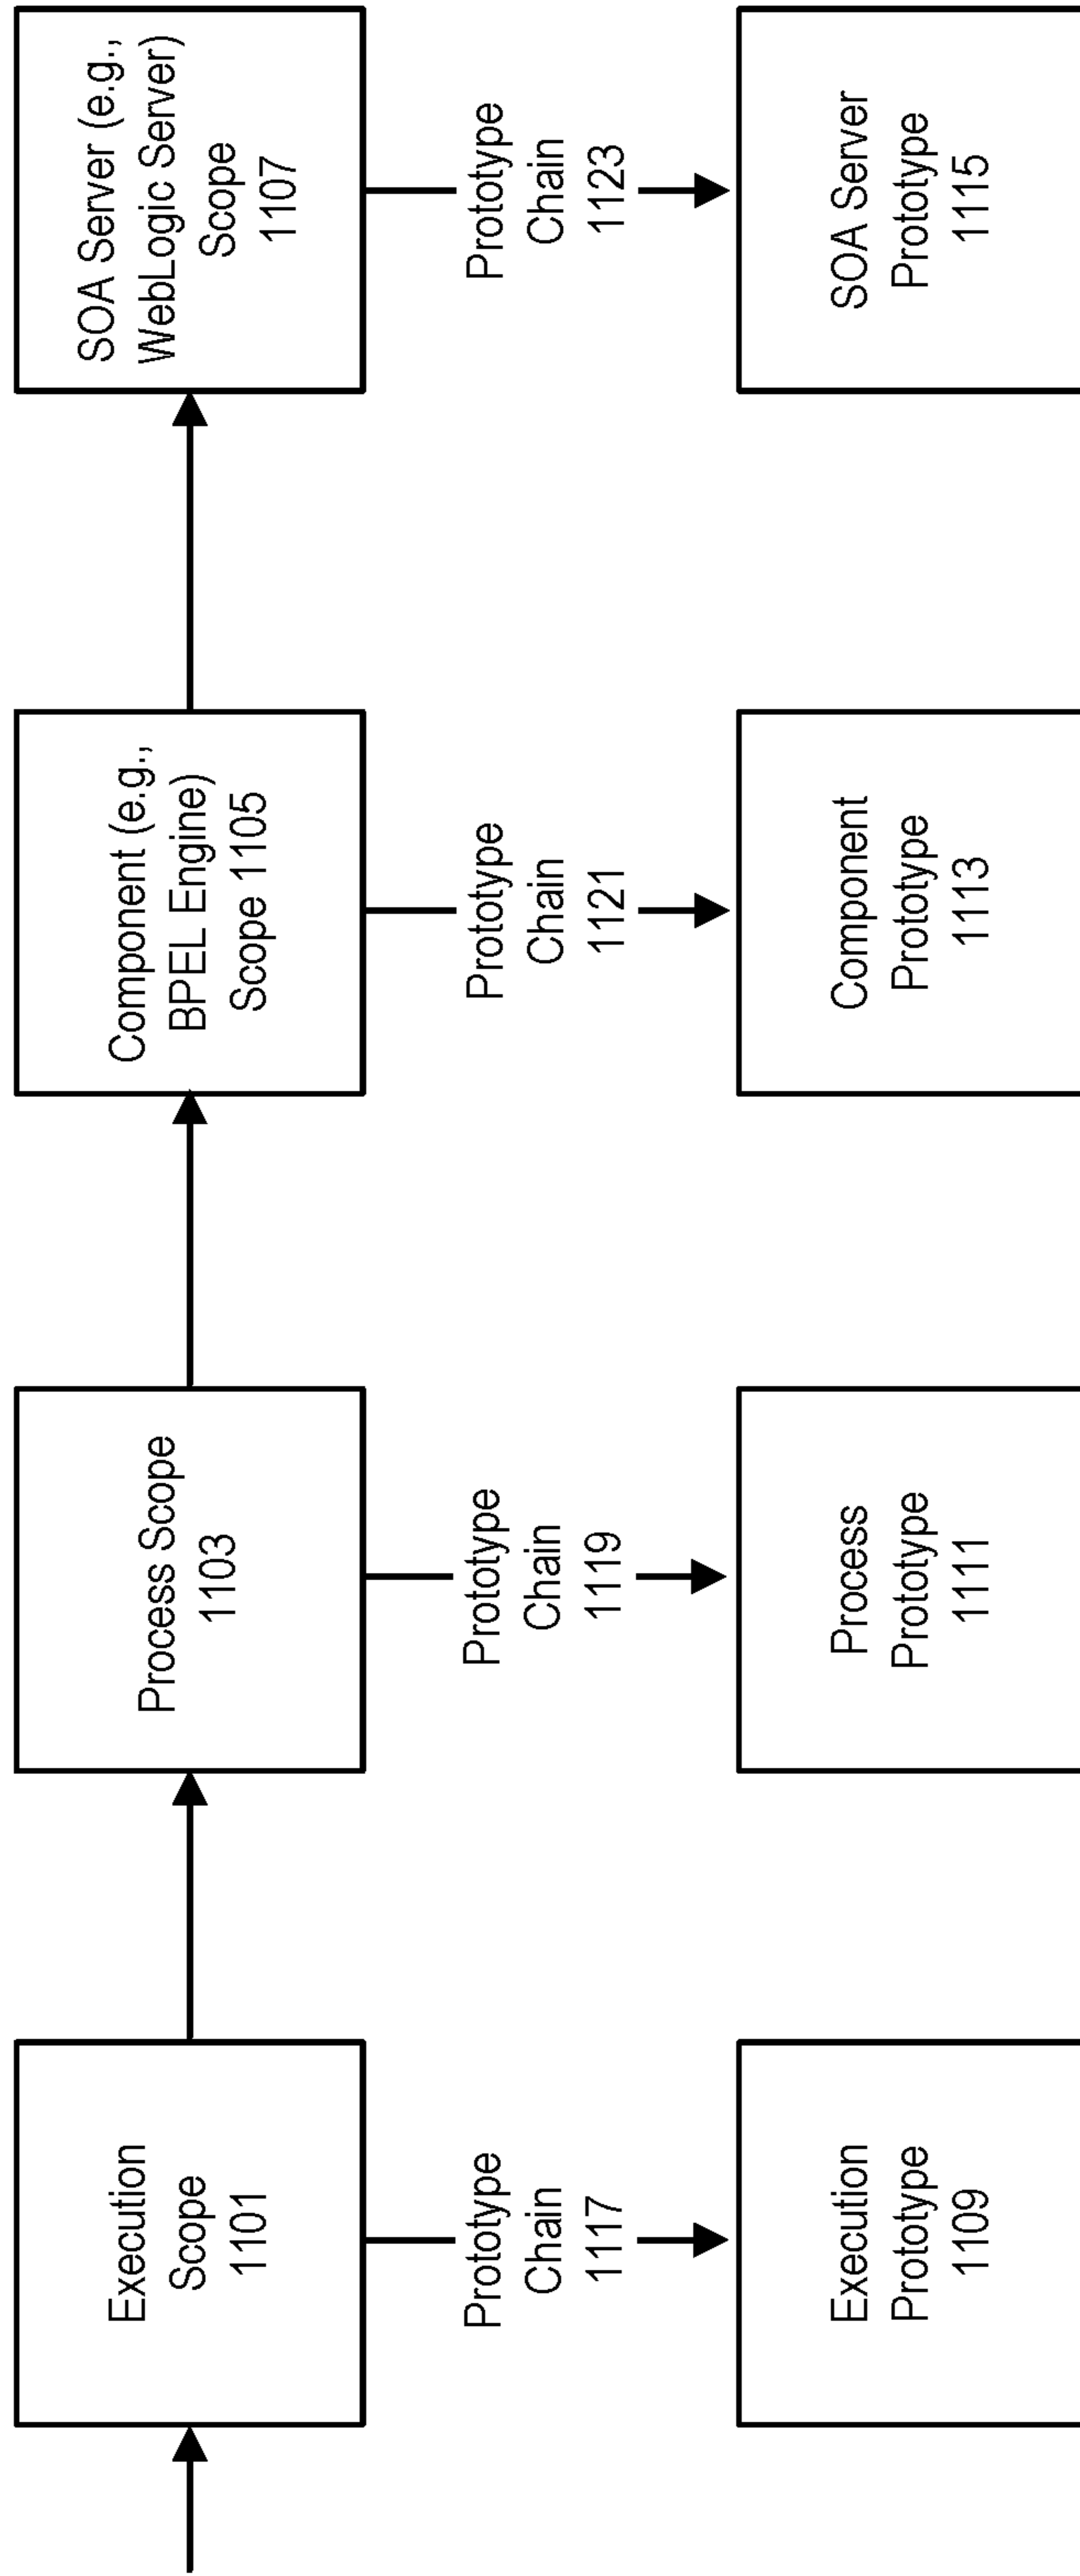 Execution
Scope
1101
Process Scope
1103
Component (e.g.,
BPEL Engine)
Scope 1105
SOA Server (e.g.,
WebLogic Server)
Scope
1107
Prototype
Chain
1117
Prototype
Chain
1119
Prototype
Chain
1121
Prototype
Chain
1123
Execution
Prototype
1109
Process
Prototype
1111
Component
Prototype
1113
SOA Server
Prototype
1115